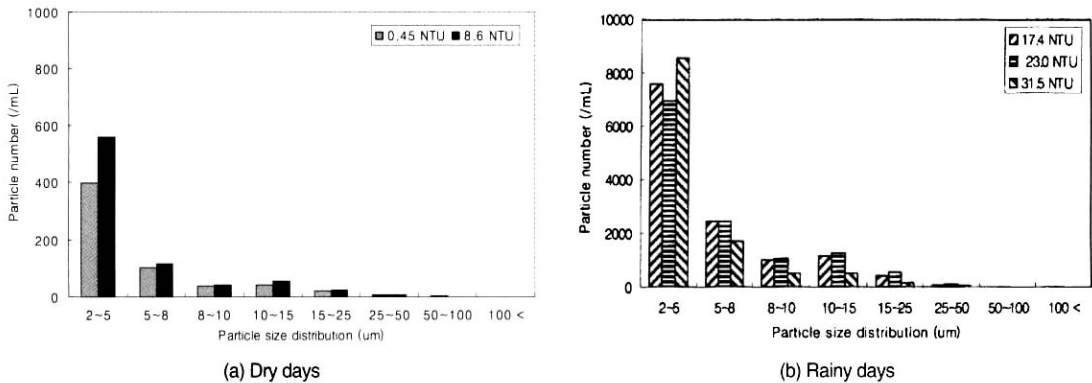 1000
800
600
400
200
0
Particle number (/mL)
0.45 NTU 8.6 NTU
2~5 5~8 8~10 10~15 15~25 25~50 50~100 100 <
Particle size distribution (um)
(a) Dry days
10000
8000
6000
4000
2000
0
Particle number (/mL)
17.4 NTU
23.0 NTU
31.5 NTU
2~5 5~8 8~10 10~15 15~25 25~50 50~100 100 <
Particle size distribution (um)
(b) Rainy days